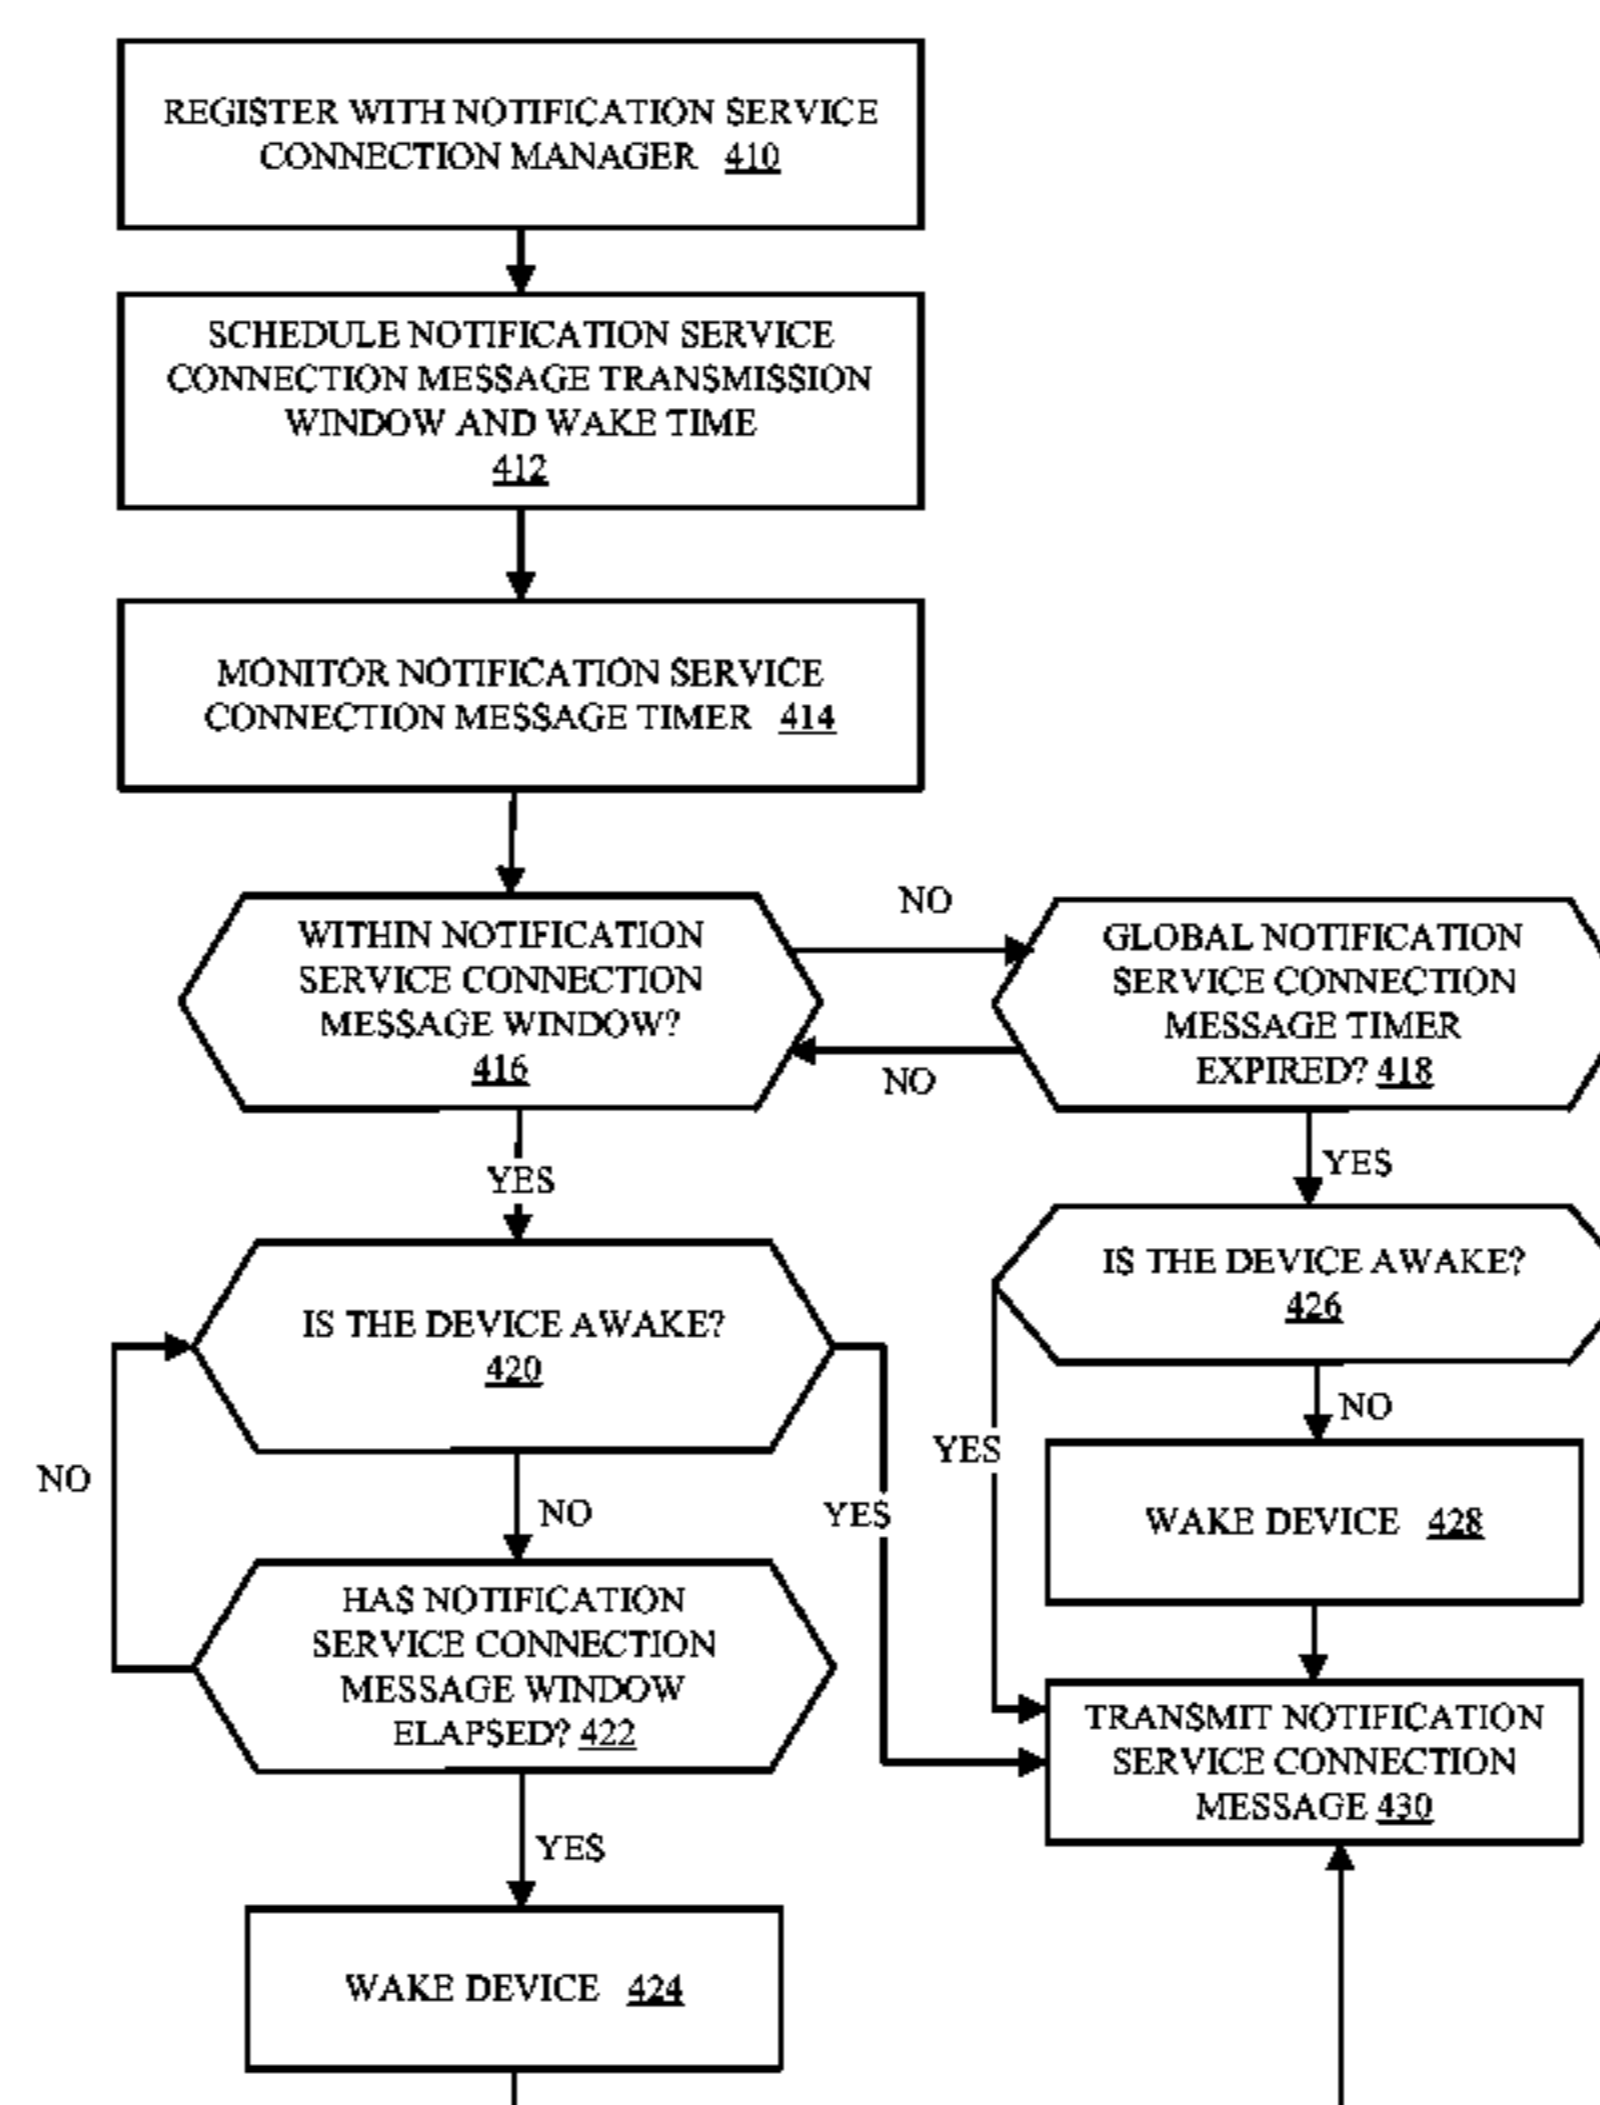 REGISTER WITH NOTIFICATION SERVICE
CONNECTION MANAGER 410
SCHEDULE NOTIFICATION SERVICE
CONNECTION MESSAGE TRANSMISSION
WINDOW AND WAKE TIME
412
MONITOR NOTIFICATION SERVICE
CONNECTION MESSAGE TIMER 414
WITHIN NOTIFICATION
SERVICE CONNECTION
MESSAGE WINDOW?
416
NO
NO
GLOBAL NOTIFICATION
SERVICE CONNECTION
MESSAGE TIMER
EXPIRED? 418
YES
YES
IS THE DEVICE AWAKE?
420
IS THE DEVICE AWAKE?
426
NO
NO
YES
YES
NO
WAKE DEVICE 428
HAS NOTIFICATION
SERVICE CONNECTION
MESSAGE WINDOW
ELAPSED? 422
TRANSMIT NOTIFICATION
SERVICE CONNECTION
MESSAGE 430
YES
WAKE DEVICE 424